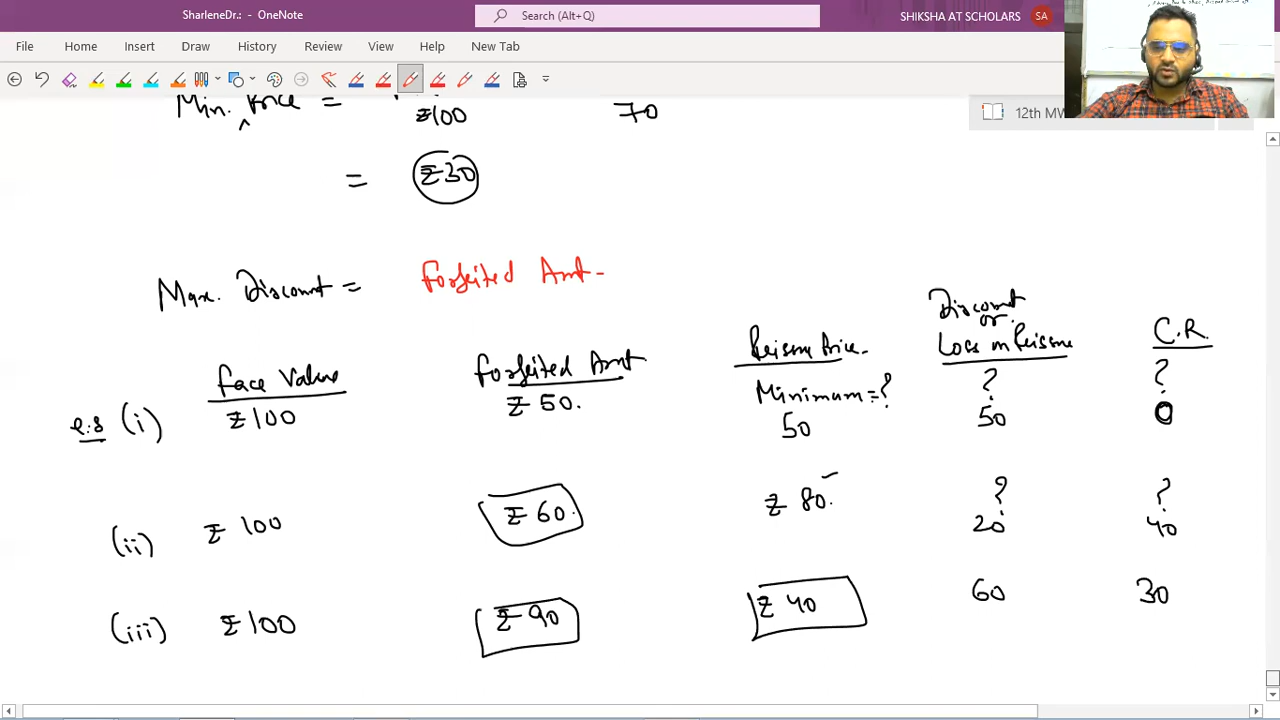 SharleneDr.: - OneNote
Search (Alt+Q)
SHIKSHA AT SCHOLARS SA
File Home Insert Draw History Review View Help New Tab
12th MW
Min. Price =
₹100 70
= ₹30
Max. Discount = Forfeited Amt-
Face Value Forfeited Amt Reissue Price. Discount or Loss on Reissue C.R.
Minimum = ? ? ?
e.g (i) ₹100 ₹ 50. 50 50 0
? ?
(ii) ₹ 100 ₹ 60. ₹ 80. 20 40
(iii) ₹100 ₹ 90 ₹ 40 60 30